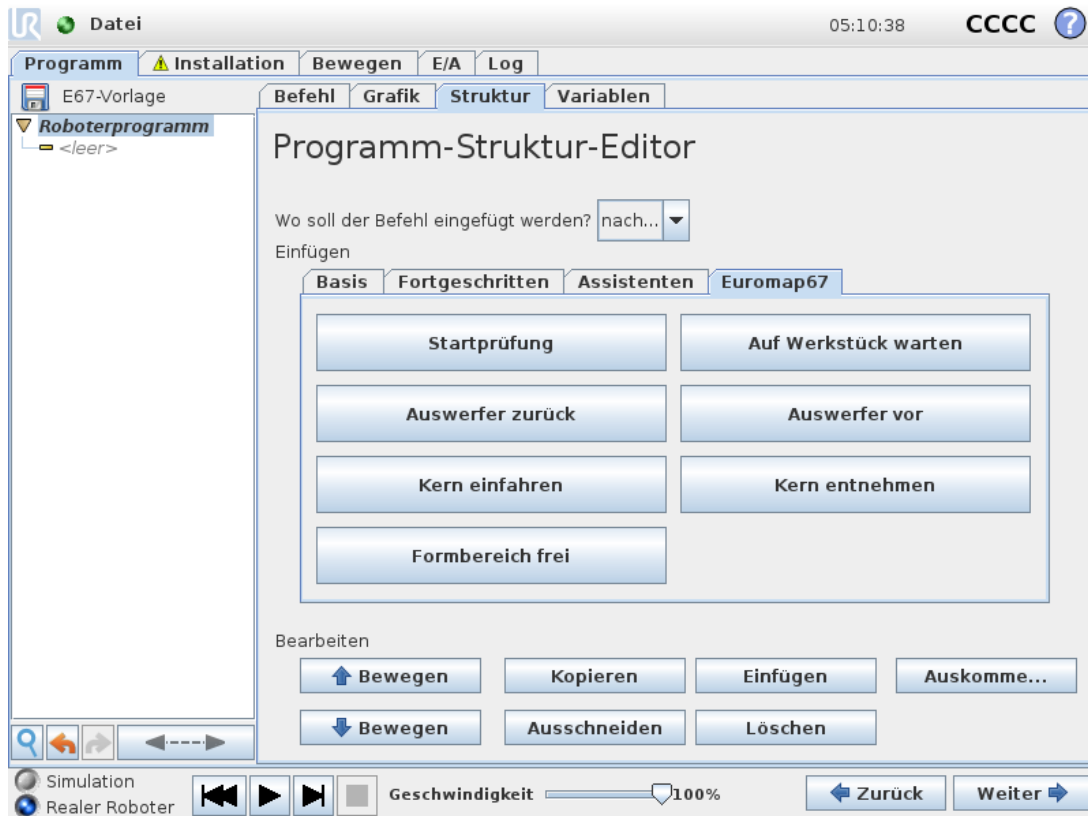 UR Datei 05:10:38 CCCC ?
Programm Installation Bewegen E/A Log
E67-Vorlage Befehl Grafik Struktur Variablen
Roboterprogramm
<leer>
Programm-Struktur-Editor
Wo soll der Befehl eingefügt werden? nach...
Einfügen
Basis Fortgeschritten Assistenten Euromap67
Startprüfung Auf Werkstück warten
Auswerfer zurück Auswerfer vor
Kern einfahren Kern entnehmen
Formbereich frei
Bearbeiten
Bewegen Kopieren Einfügen Auskomme...
Bewegen Ausschneiden Löschen
Simulation
Realer Roboter
Geschwindigkeit 100% Zurück Weiter